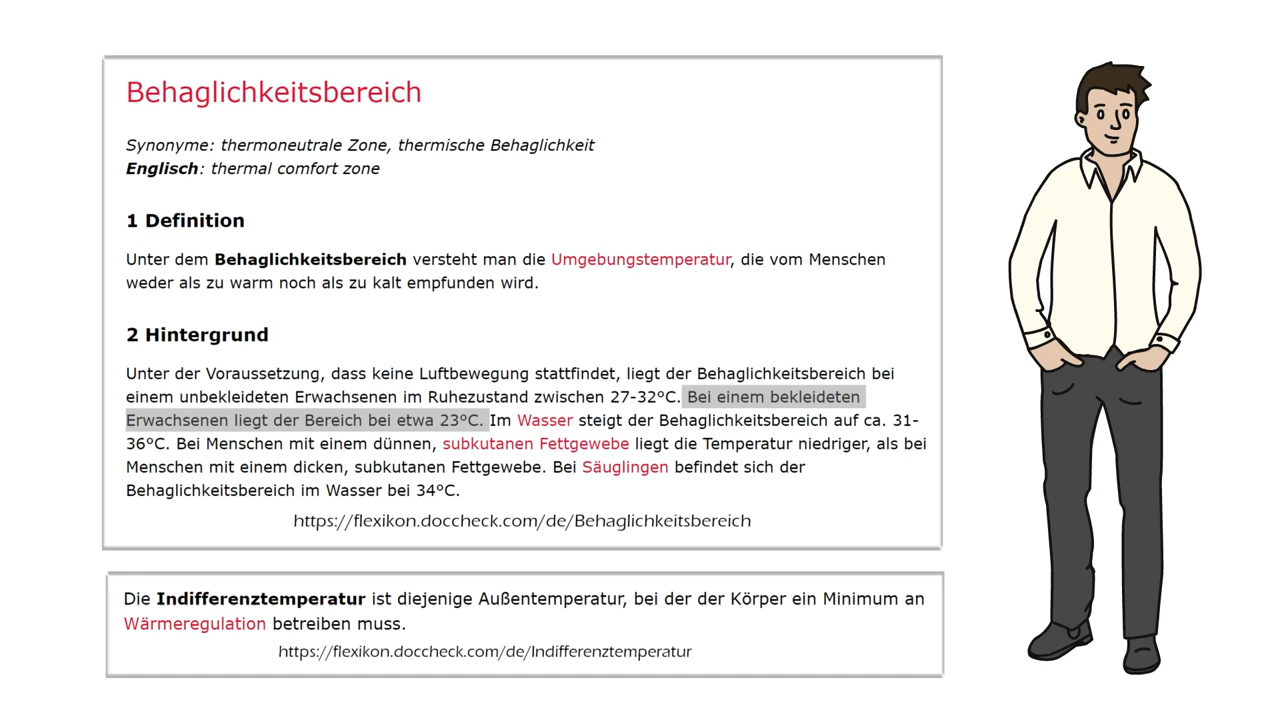 Behaglichkeitsbereich
Synonyme: thermoneutrale Zone, thermische Behaglichkeit
Englisch: thermal comfort zone
1 Definition
Unter dem Behaglichkeitsbereich versteht man die Umgebungstemperatur, die vom Menschen
weder als zu warm noch als zu kalt empfunden wird.
2 Hintergrund
Unter der Voraussetzung, dass keine Luftbewegung stattfindet, liegt der Behaglichkeitsbereich bei
einem unbekleideten Erwachsenen im Ruhezustand zwischen 27-32°C. Bei einem bekleideten
Erwachsenen liegt der Bereich bei etwa 23°C. Im Wasser steigt der Behaglichkeitsbereich auf ca. 31-
36°C. Bei Menschen mit einem dünnen, subkutanen Fettgewebe liegt die Temperatur niedriger, als bei
Menschen mit einem dicken, subkutanen Fettgewebe. Bei Säuglingen befindet sich der
Behaglichkeitsbereich im Wasser bei 34°C.
https://flexikon.doccheck.com/de/Behaglichkeitsbereich
Die Indifferenztemperatur ist diejenige Außentemperatur, bei der der Körper ein Minimum an
Wärmeregulation betreiben muss.
https://flexikon.doccheck.com/de/Indifferenztemperatur